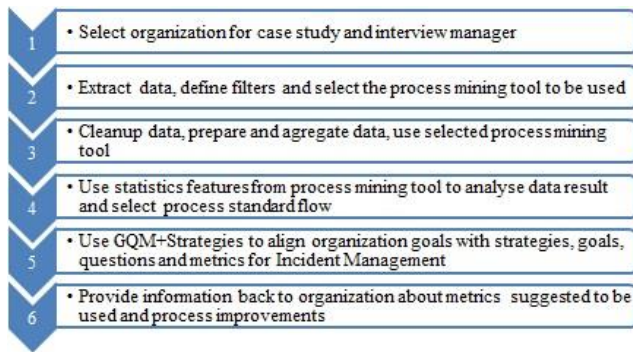 1
• Select organization for case study and interview manager
2
• Extract data, define filters and select the process mining tool to be used
3
• Cleanup data, prepare and agregate data, use selected process mining
tool
4
• Use statistics features from process mining tool to analyse data result
and select process standard flow
5
• Use GQM+Strategies to align organization goals with strategies, goals,
questions and metrics for Incident Management
6
• Provide information back to organization about metrics suggested to be
used and process improvements